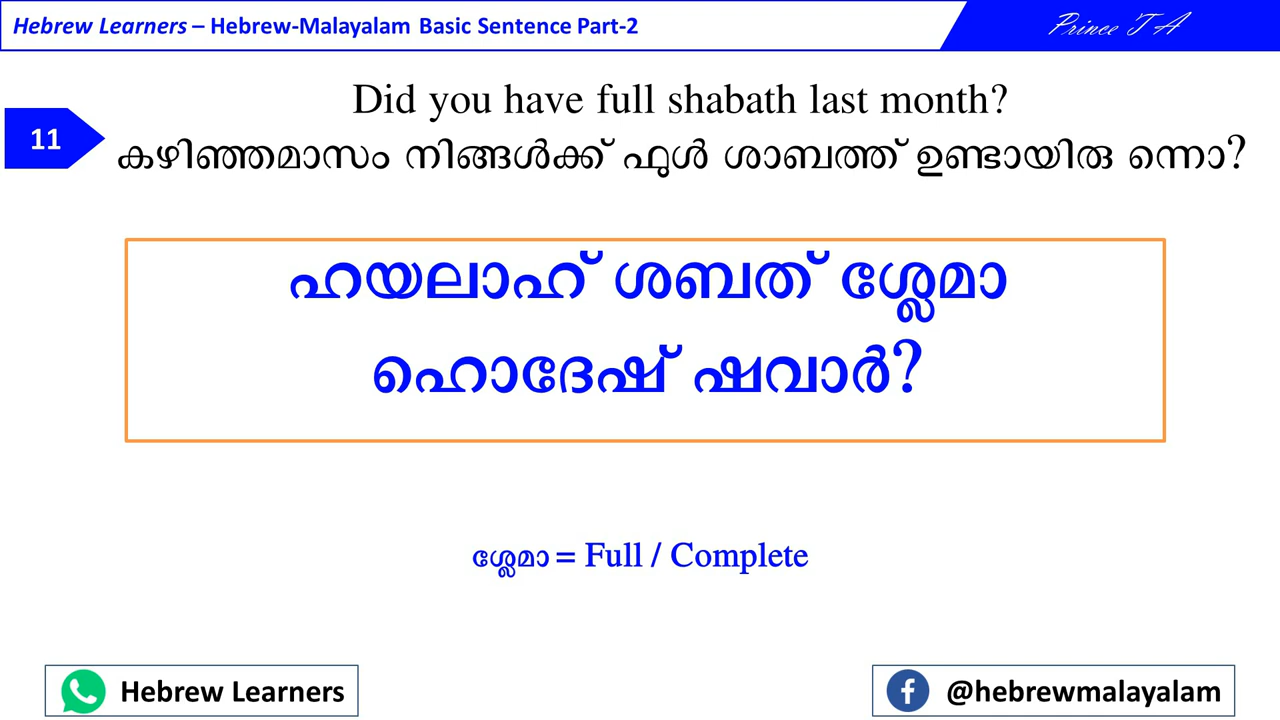 Hebrew Learners – Hebrew-Malayalam Basic Sentence Part-2
Prince T A
Did you have full shabath last month?
11
കഴിഞ്ഞമാസം നിങ്ങൾക്ക് ഫുൾ ശാബത്ത് ഉണ്ടായിരു ന്നൊ?
ഹയലാഹ് ശബത് ശ്ലേമാ
ഹൊദേഷ് ഷവാർ?
ശ്ലേമാ = Full / Complete
Hebrew Learners
@hebrewmalayalam